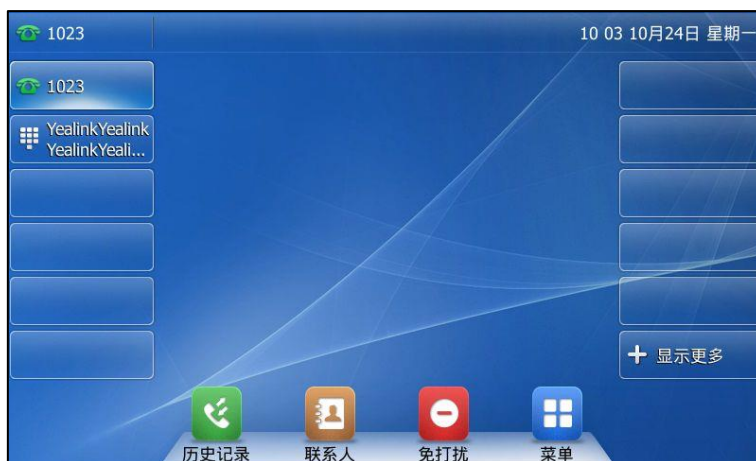 1023
10 03 10月24日 星期一
1023
YealinkYealink
YealinkYeali...
显示更多
历史记录
联系人
免打扰
菜单